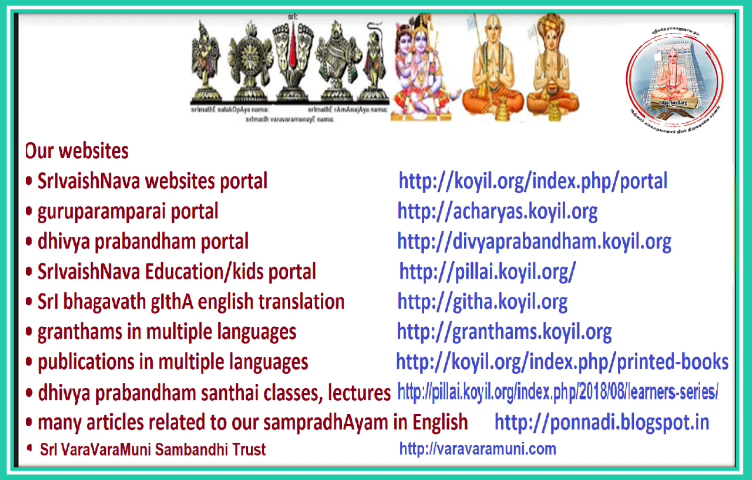 srI:
srImathE satakOpAya nama:    srImathE rAmAnujAya nama:
srImadh varavaramunayE nama:
Our websites
• SrIvaishNava websites portal    http://koyil.org/index.php/portal
• guruparamparai portal    http://acharyas.koyil.org
• dhivya prabandham portal    http://divyaprabandham.koyil.org
• SrIvaishNava Education/kids portal    http://pillai.koyil.org/
• SrI bhagavath gIthA english translation    http://githa.koyil.org
• granthams in multiple languages    http://granthams.koyil.org
• publications in multiple languages    http://koyil.org/index.php/printed-books
• dhivya prabandham santhai classes, lectures    http://pillai.koyil.org/index.php/2018/08/learners-series/
• many articles related to our sampradhAyam in English    http://ponnadi.blogspot.in
• SrI VaraVaraMuni Sambandhi Trust    http://varavaramuni.com